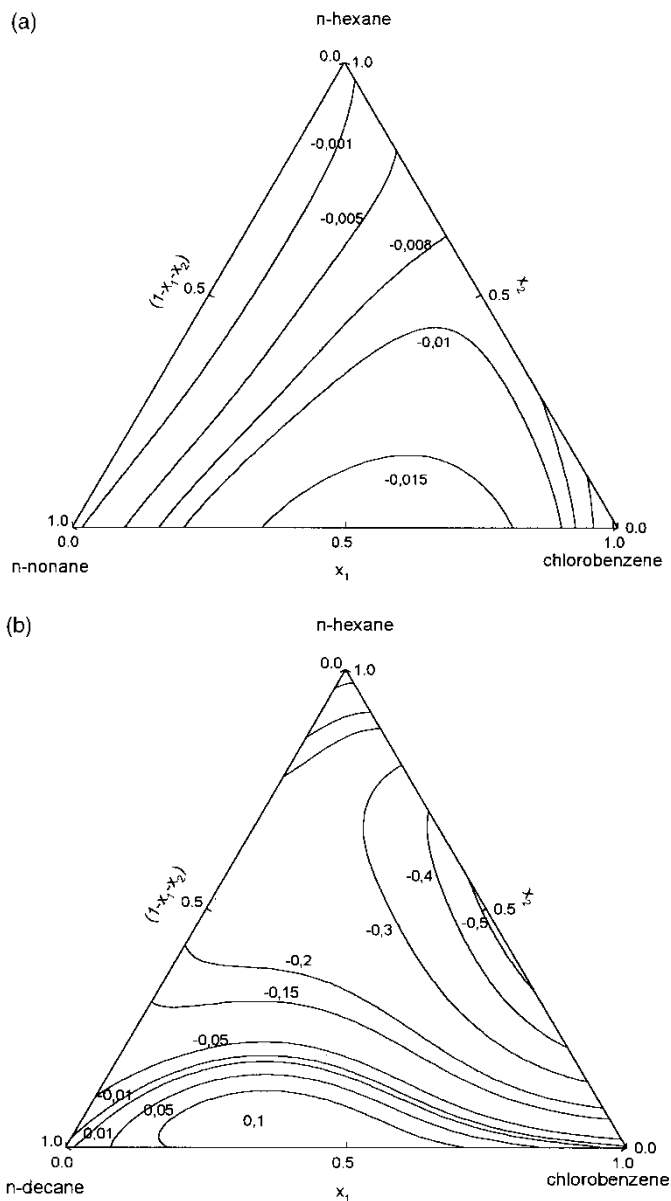 (a)
n-hexane
0.0
1.0
-0,001
-0,005
-0,008
(1-x₁-x₂)
0.5
0.5
x₂
-0,01
-0,015
1.0
0.0
0.0
0.5
1.0
n-nonane
x₁
chlorobenzene
(b)
n-hexane
0.0
1.0
(1-x₁-x₂)
0.5
-0,4
x₂
0.5
-0,5
-0,3
-0,2
-0,15
-0,05
-0,01
0,01
0,05
0,1
1.0
0.0
0.0
0.5
1.0
n-decane
x₁
chlorobenzene